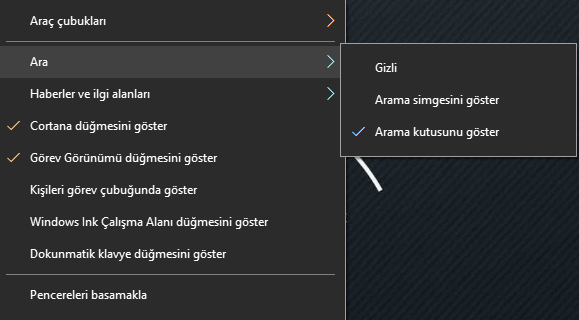 Araç çubukları
Ara
Haberler ve ilgi alanları
Cortana düğmesini göster
Görev Görünümü düğmesini göster
Kişileri görev çubuğunda göster
Windows Ink Çalışma Alanı düğmesini göster
Dokunmatik klavye düğmesini göster
Pencereleri basamakla
Gizli
Arama simgesini göster
Arama kutusunu göster